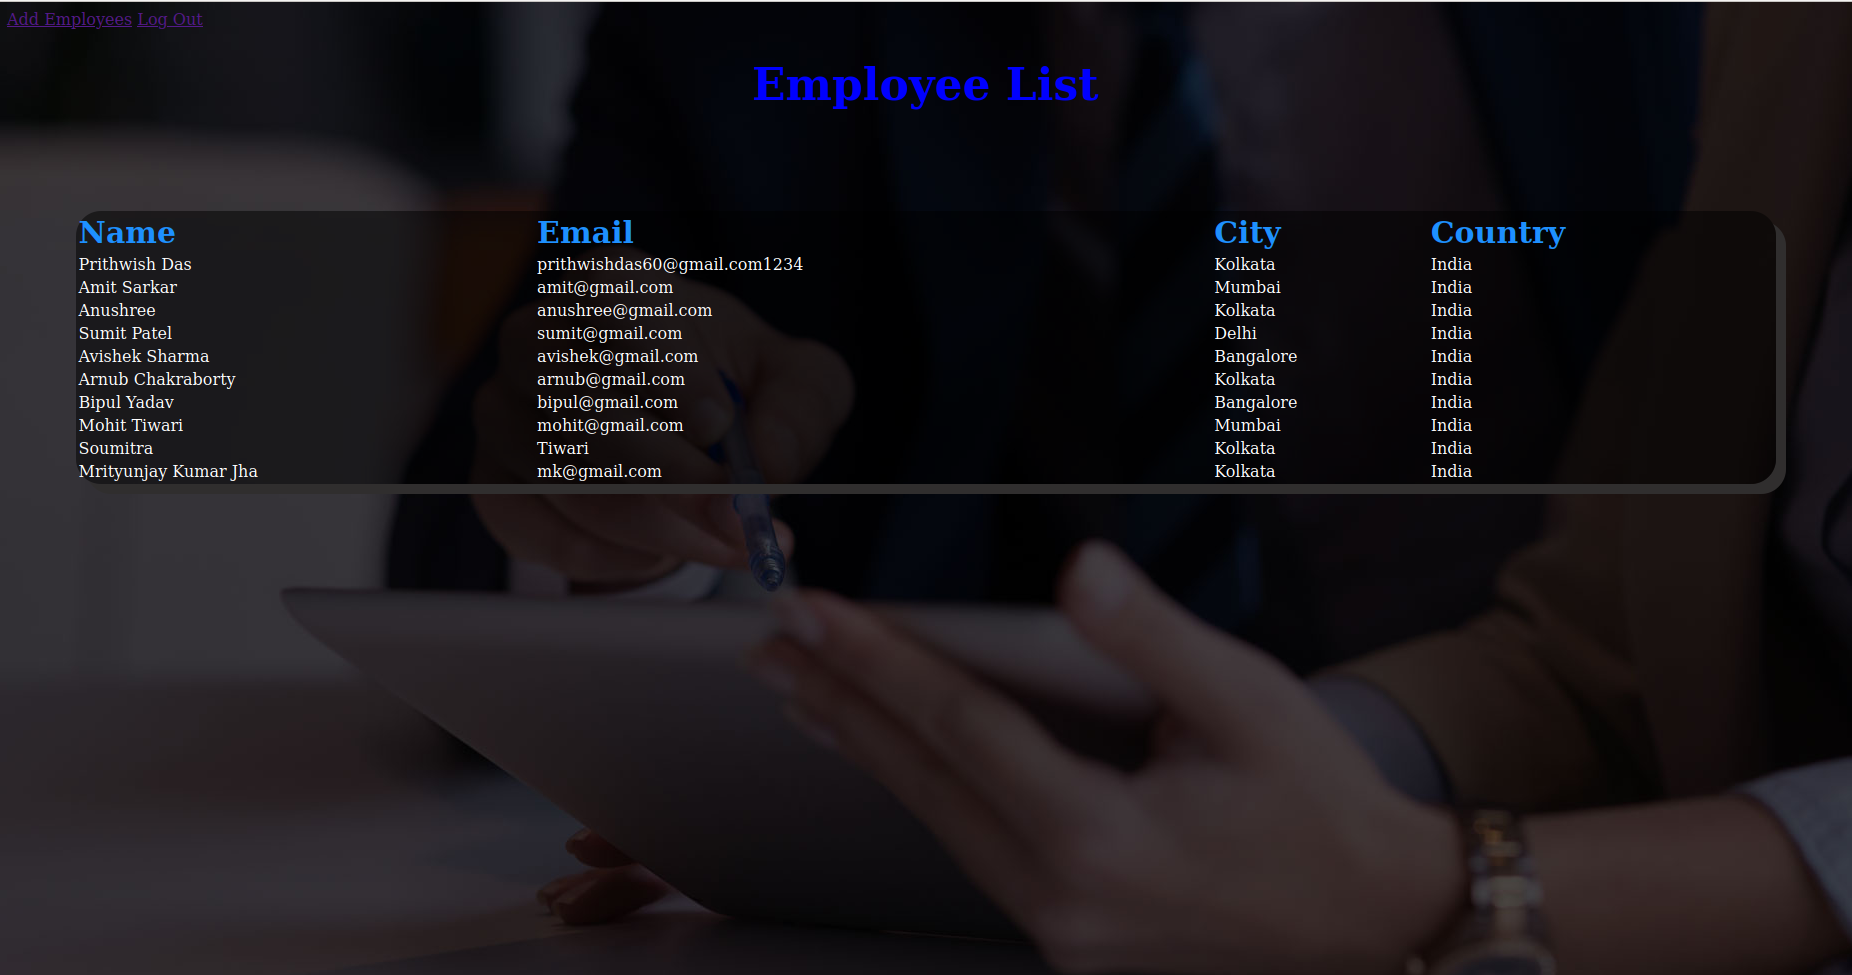 Add Employees Log Out
Employee List
Name Email City Country
Prithwish Das prithwishdas60@gmail.com1234 Kolkata India
Amit Sarkar amit@gmail.com Mumbai India
Anushree anushree@gmail.com Kolkata India
Sumit Patel sumit@gmail.com Delhi India
Avishek Sharma avishek@gmail.com Bangalore India
Arnub Chakraborty arnub@gmail.com Kolkata India
Bipul Yadav bipul@gmail.com Bangalore India
Mohit Tiwari mohit@gmail.com Mumbai India
Soumitra Tiwari Kolkata India
Mrityunjay Kumar Jha mk@gmail.com Kolkata India